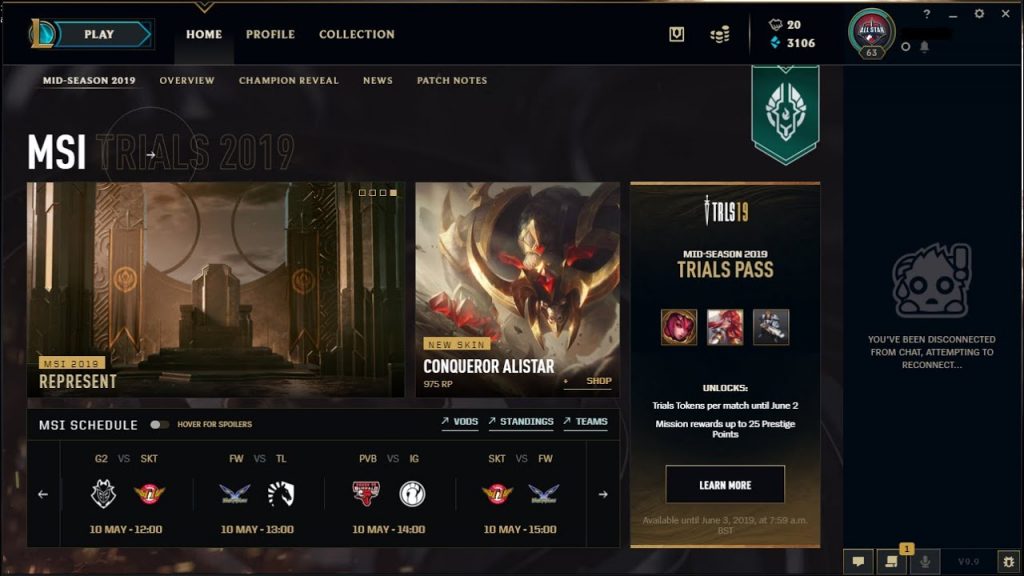 PLAY
HOME
PROFILE
COLLECTION
20
3106
ALL STAR
63
?
MID-SEASON 2019
OVERVIEW
CHAMPION REVEAL
NEWS
PATCH NOTES
MSI TRIALS 2019
MSI 2019
REPRESENT
NEW SKIN
CONQUEROR ALISTAR
975 RP
SHOP
TRLS19
MID-SEASON 2019
TRIALS PASS
UNLOCKS:
Trials Tokens per match until June 2
Mission rewards up to 25 Prestige
Points
LEARN MORE
Available until June 3, 2019, at 7:59 a.m.
BST
MSI SCHEDULE
HOVER FOR SPOILERS
VODS
STANDINGS
TEAMS
G2 VS SKT
10 MAY - 12:00
FW VS TL
10 MAY - 13:00
PVB VS IG
10 MAY - 14:00
SKT VS FW
10 MAY - 15:00
YOU'VE BEEN DISCONNECTED
FROM CHAT, ATTEMPTING TO
RECONNECT...
1
V9.9